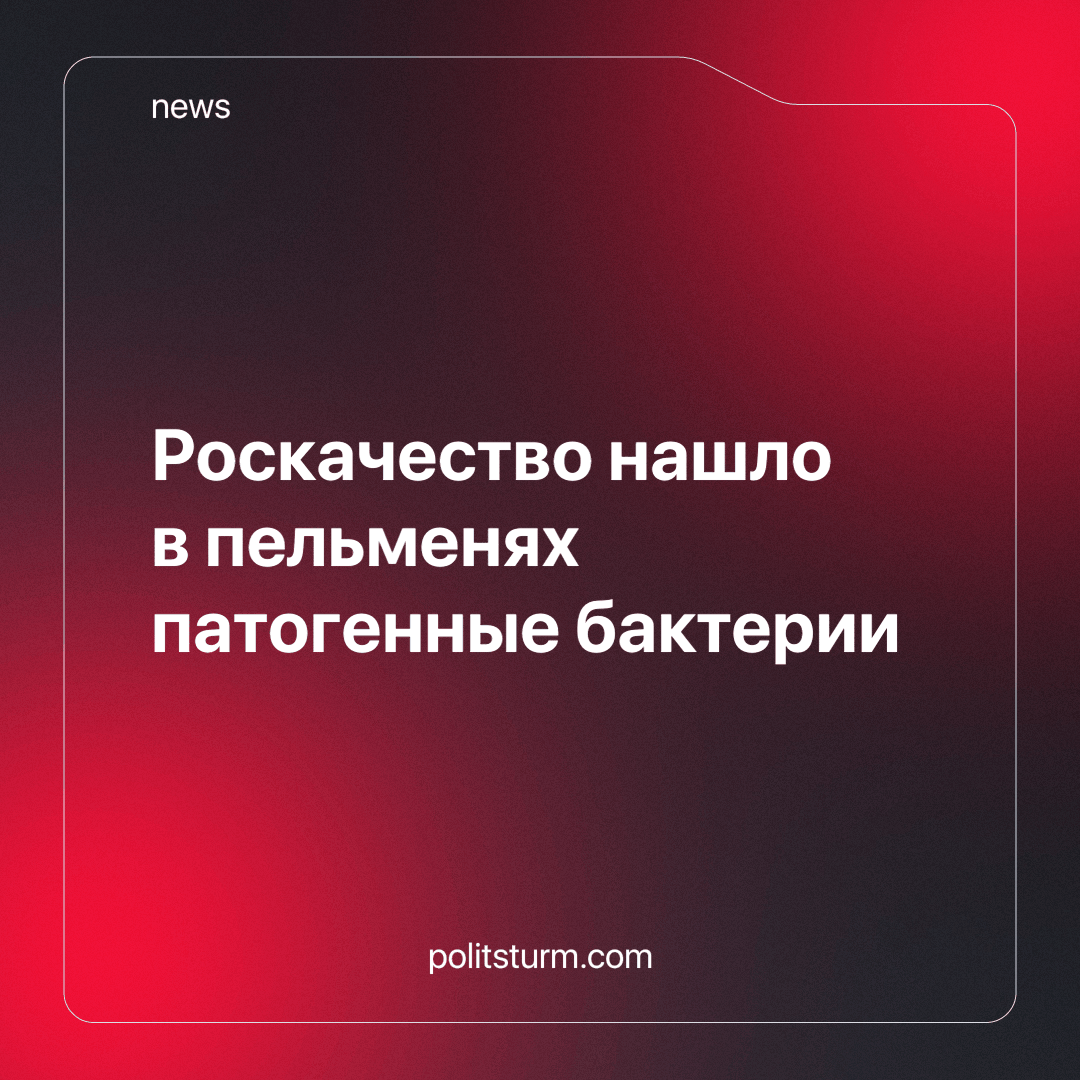 news
Роскачество нашло
в пельменях
патогенные бактерии
politsturm.com